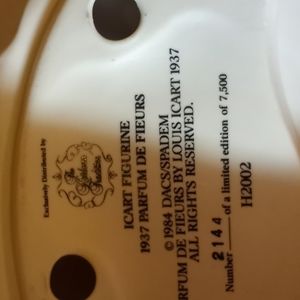 Exclusively Distributed by
The
ICART FIGURINE
1937 PARFUM DE FIEURS
© 1984 DACS/SPADEM
RFUM DE FIEURS BY LOUIS ICART 1937
ALL RIGHTS RESERVED.
2144
Number of a limited edition of 7,500
H2002